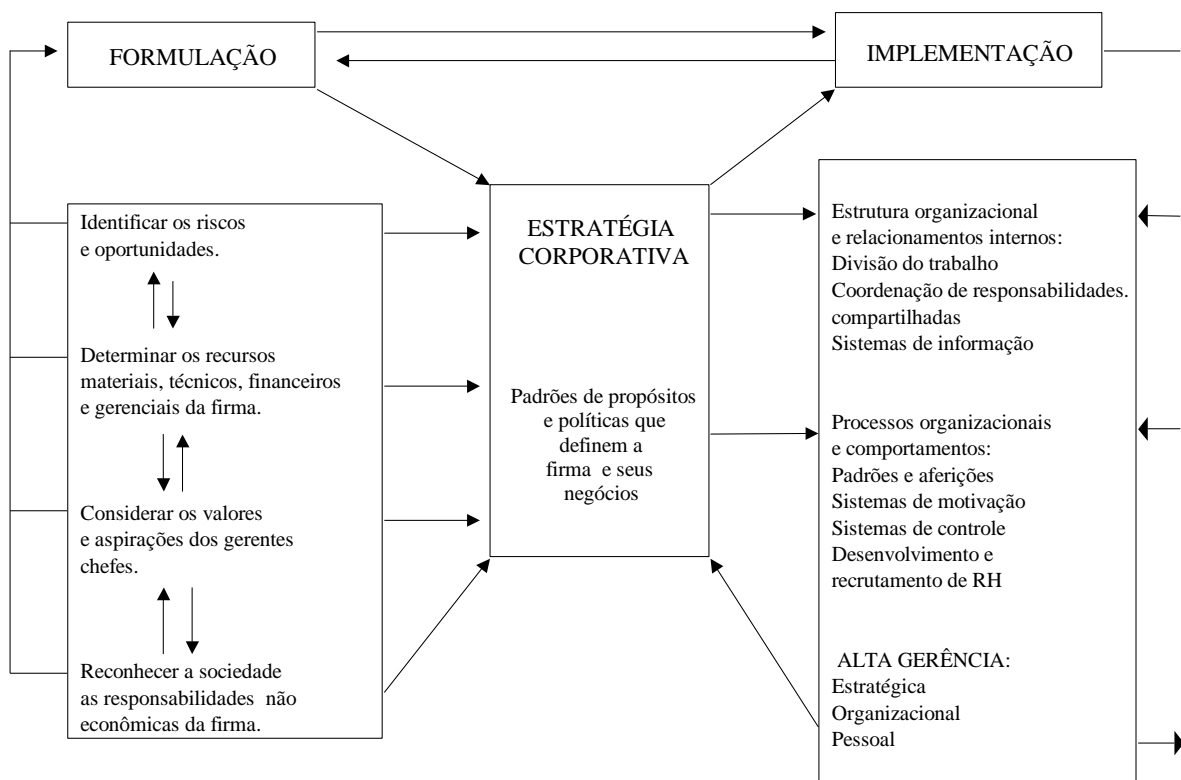 FORMULAÇÃO
IMPLEMENTAÇÃO
Identificar os riscos
e oportunidades.
Determinar os recursos
materiais, técnicos, financeiros
e gerenciais da firma.
Considerar os valores
e aspirações dos gerentes
chefes.
Reconhecer a sociedade
as responsabilidades não
econômicas da firma.
ESTRATÉGIA
CORPORATIVA
Padrões de propósitos
e políticas que
definem a
firma e seus
negócios
Estrutura organizacional
e relacionamentos internos:
Divisão do trabalho
Coordenação de responsabilidades.
compartilhadas
Sistemas de informação
Processos organizacionais
e comportamentos:
Padrões e aferições
Sistemas de motivação
Sistemas de controle
Desenvolvimento e
recrutamento de RH
ALTA GERÊNCIA:
Estratégica
Organizacional
Pessoal